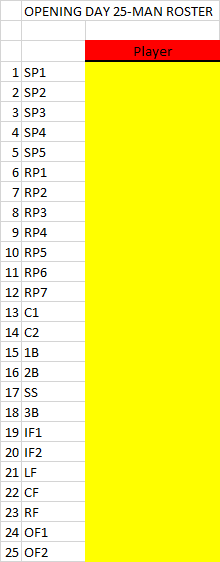 OPENING DAY 25-MAN ROSTER
Player
1 SP1
2 SP2
3 SP3
4 SP4
5 SP5
6 RP1
7 RP2
8 RP3
9 RP4
10 RP5
11 RP6
12 RP7
13 C1
14 C2
15 1B
16 2B
17 SS
18 3B
19 IF1
20 IF2
21 LF
22 CF
23 RF
24 OF1
25 OF2